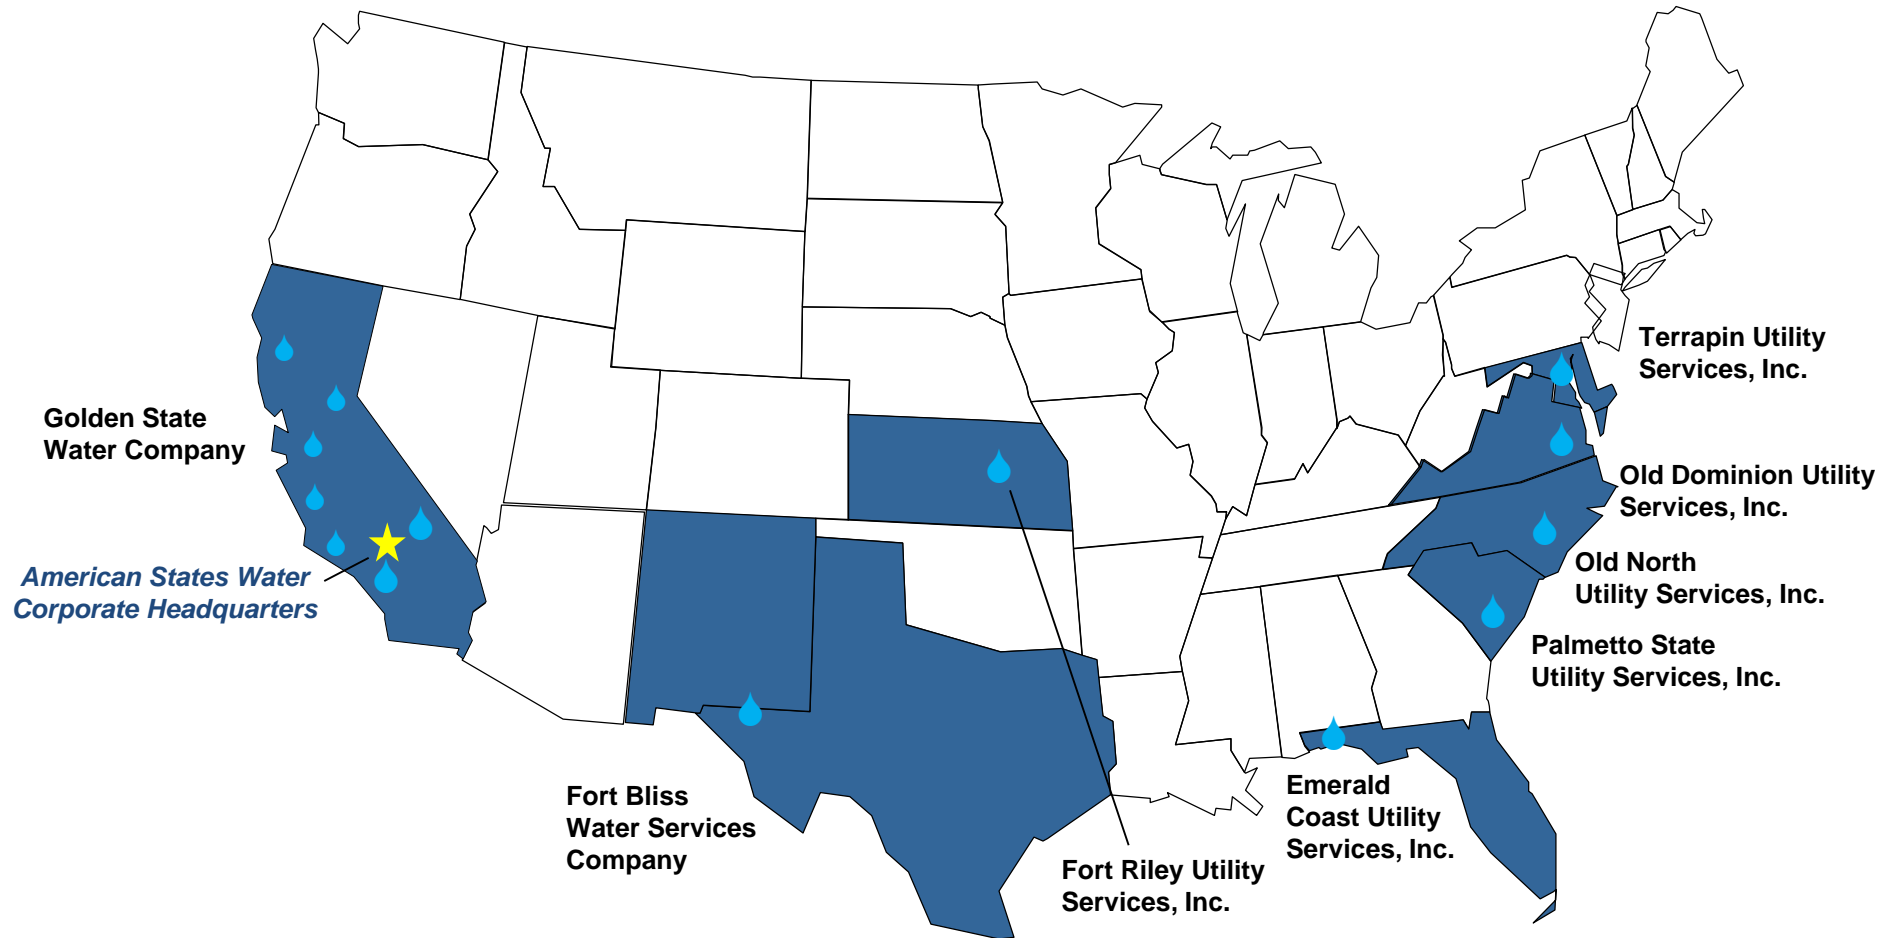 Terrapin Utility
Services, Inc.
Golden State
Water Company
Old Dominion Utility
Services, Inc.
American States Water
Corporate Headquarters
Old North
Utility Services, Inc.
Palmetto State
Utility Services, Inc.
Fort Bliss
Water Services
Company
Emerald
Coast Utility
Services, Inc.
Fort Riley Utility
Services, Inc.